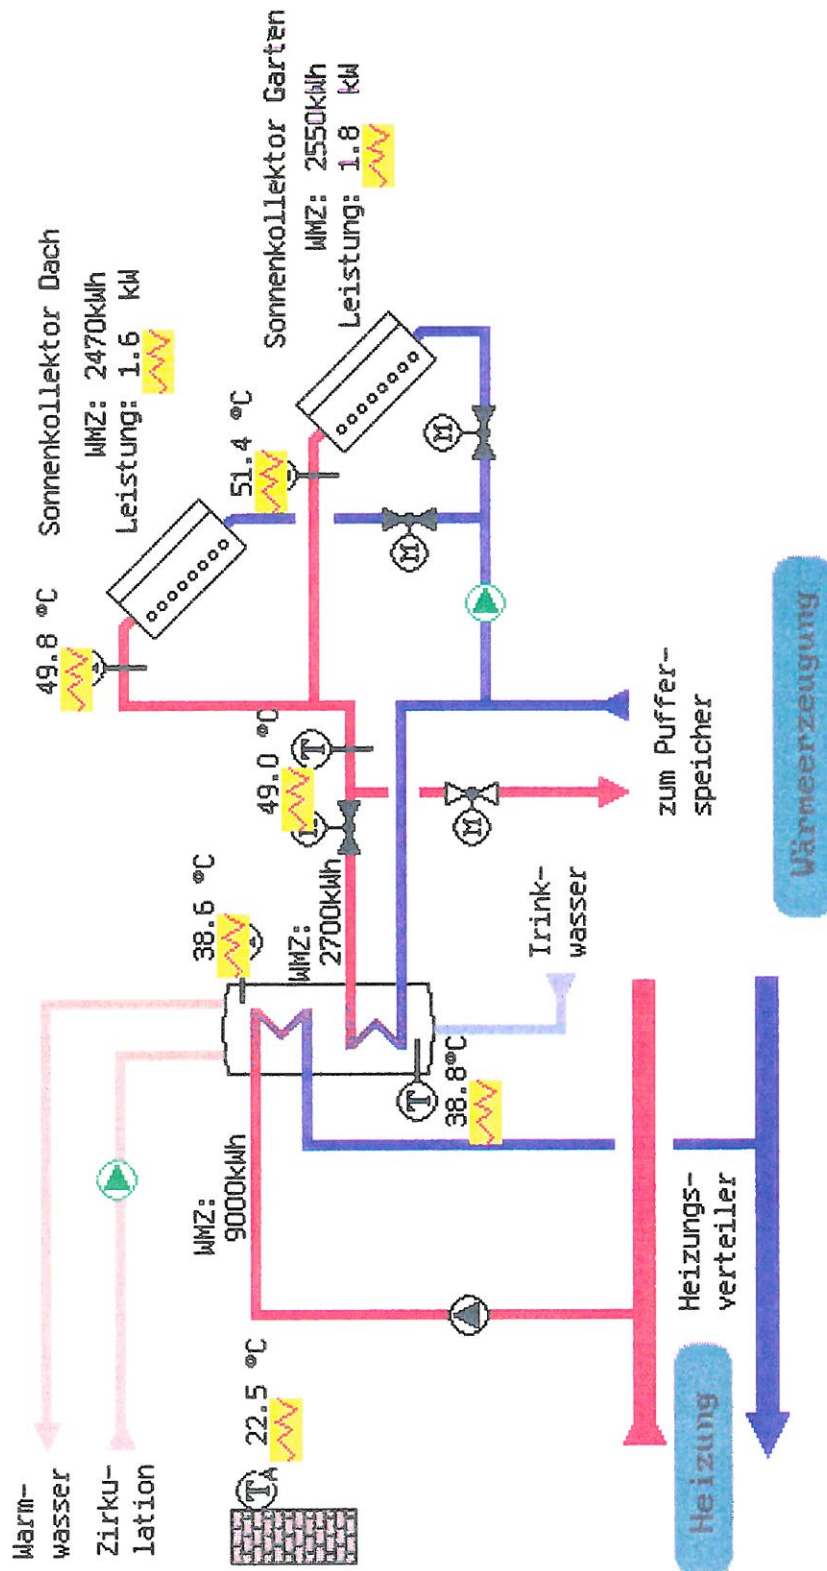 Warm-
wasser
Zirku-
lation
T
A
22.5 °C
WMZ:
9000kWh
38.6 °C
WMZ:
2700kWh
T
38.8°C
49.0 °C
T
49.8 °C
Sonnenkollektor Dach
WMZ: 2470kWh
Leistung: 1.6 kW
51.4 °C
Sonnenkollektor Garten
WMZ: 2550kWh
Leistung: 1.8 kW
M
M
M
Trink-
wasser
zum Puffer-
speicher
Heizungs-
verteiler
Heizung
Wärmeerzeugung